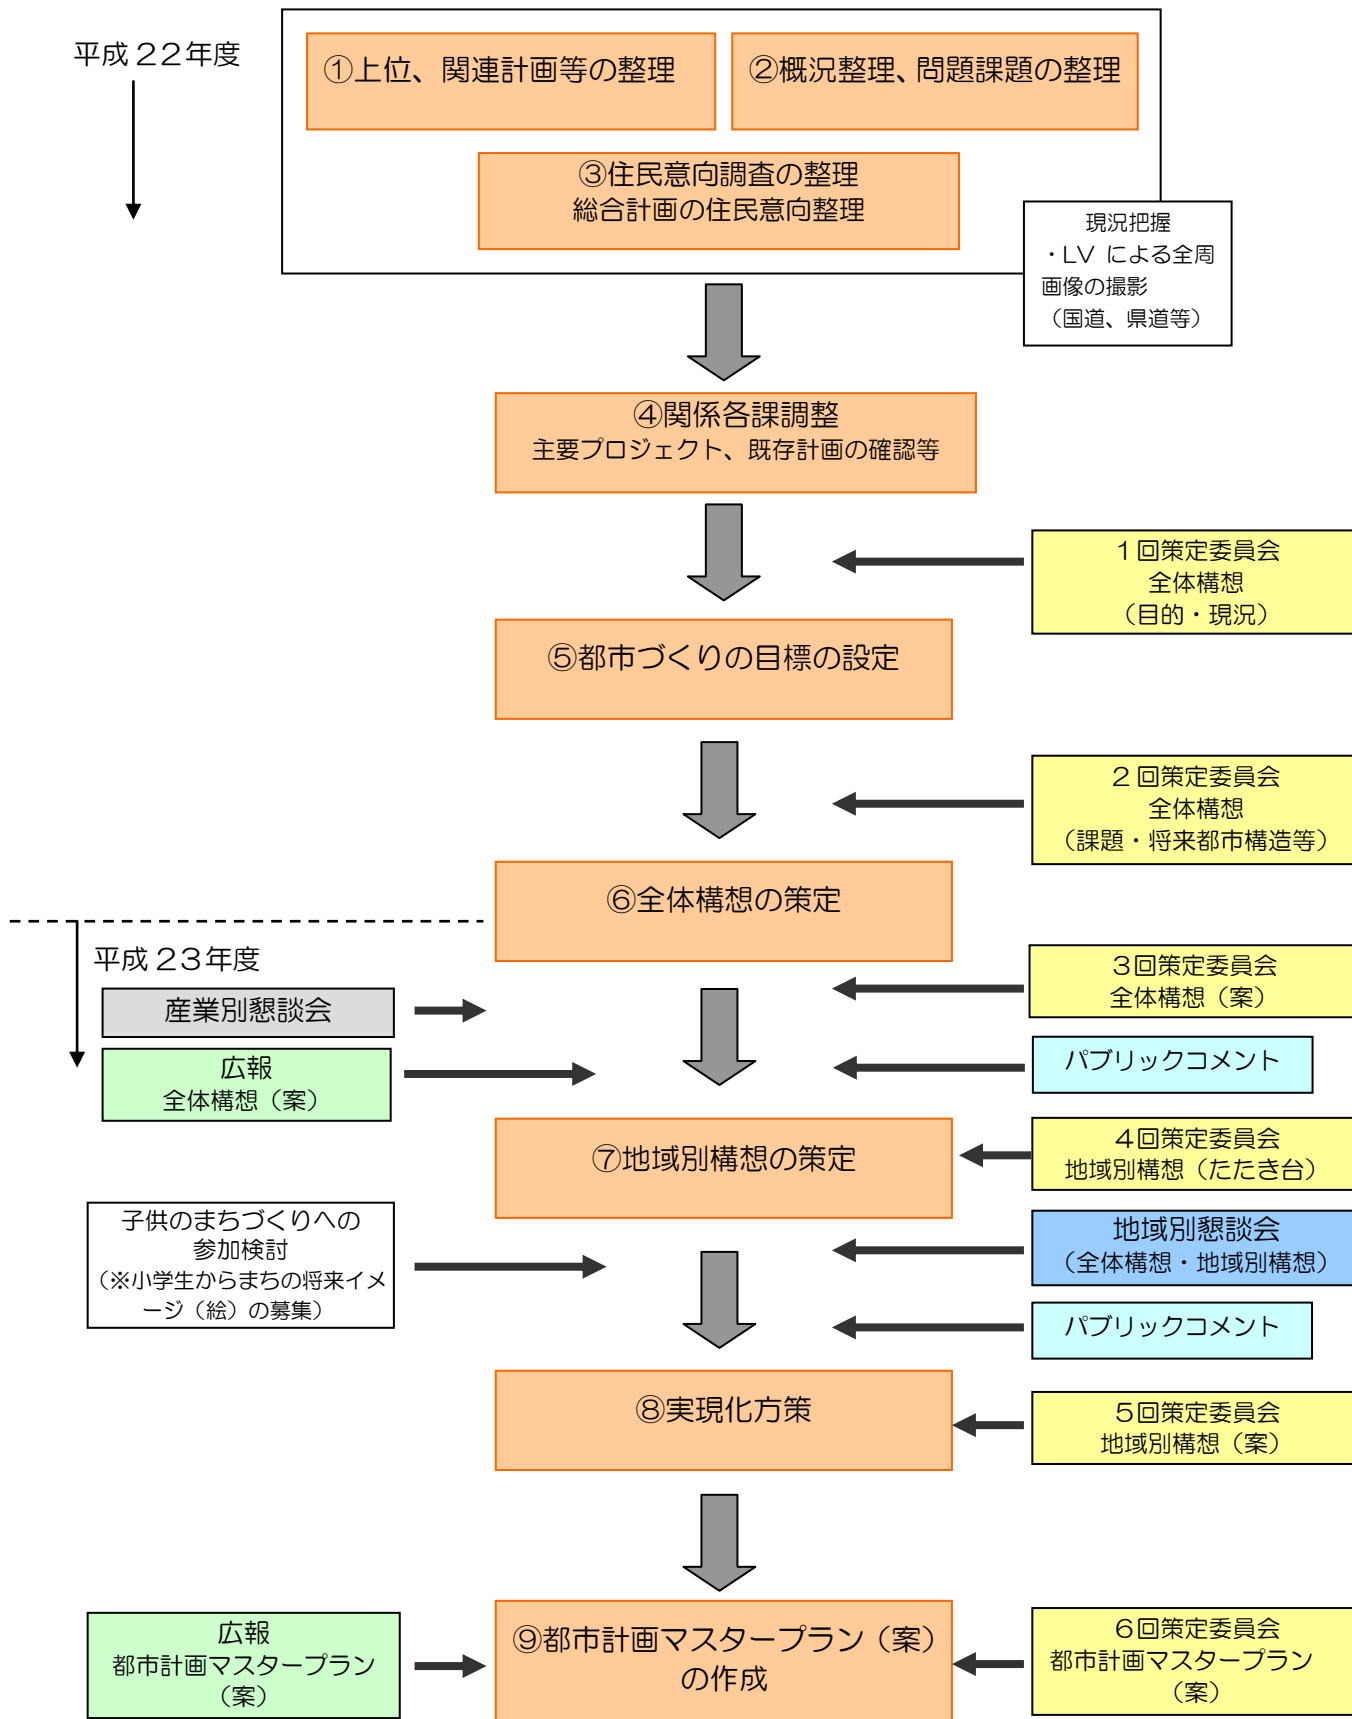 平成２２年度
①上位、関連計画等の整理
②概況整理、問題課題の整理
③住民意向調査の整理
総合計画の住民意向整理
現況把握
・LV による全周
画像の撮影
（国道、県道等）
④関係各課調整
主要プロジェクト、既存計画の確認等
１回策定委員会
全体構想
（目的・現況）
⑤都市づくりの目標の設定
２回策定委員会
全体構想
（課題・将来都市構造等）
⑥全体構想の策定
平成２３年度
産業別懇談会
３回策定委員会
全体構想（案）
広報
全体構想（案）
パブリックコメント
⑦地域別構想の策定
４回策定委員会
地域別構想（たたき台）
子供のまちづくりへの
参加検討
（※小学生からまちの将来イメ
ージ（絵）の募集）
地域別懇談会
（全体構想・地域別構想）
パブリックコメント
⑧実現化方策
５回策定委員会
地域別構想（案）
広報
都市計画マスタープラン
（案）
⑨都市計画マスタープラン（案）
の作成
６回策定委員会
都市計画マスタープラン
（案）